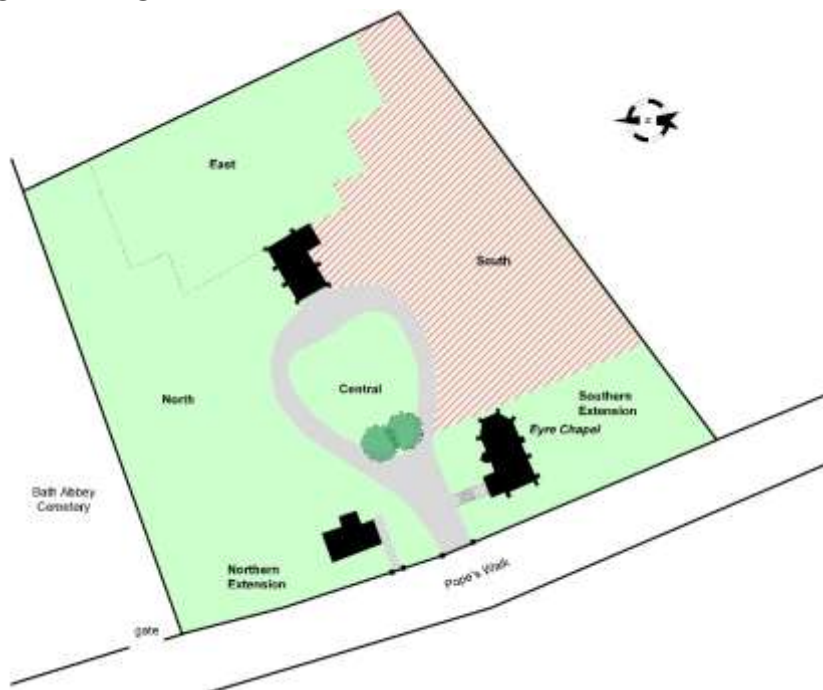 East
South
Central
North
Southern
Extension
Eyre Chapel
Bath Abbey
Cemetery
Northern
Extension
Pope's Walk
gate